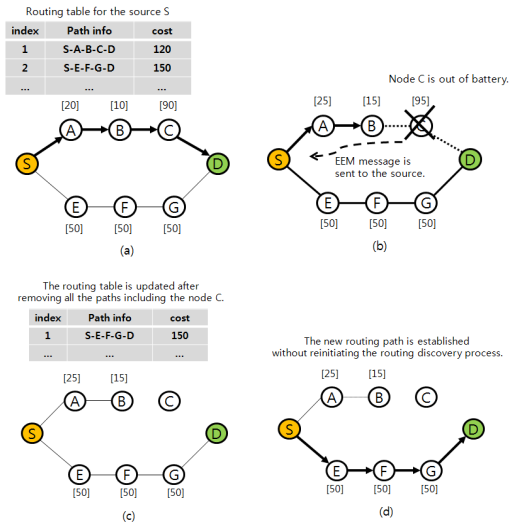 Routing table for the source S
index Path info cost
1 S-A-B-C-D 120
2 S-E-F-G-D 150
... ... ...
[20] [10] [90]
A B C
S D
E F G
[50] [50] [50]
(a)
Node C is out of battery.
[25] [15] [95]
A B C
S D
EEM message is
sent to the source.
E F G
[50] [50] [50]
(b)
The routing table is updated after
removing all the paths including the node C.
index Path info cost
1 S-E-F-G-D 150
... ... ...
[25] [15]
A B C
S D
E F G
[50] [50] [50]
(c)
The new routing path is established
without reinitiating the routing discovery process.
[25] [15]
A B C
S D
E F G
[50] [50] [50]
(d)